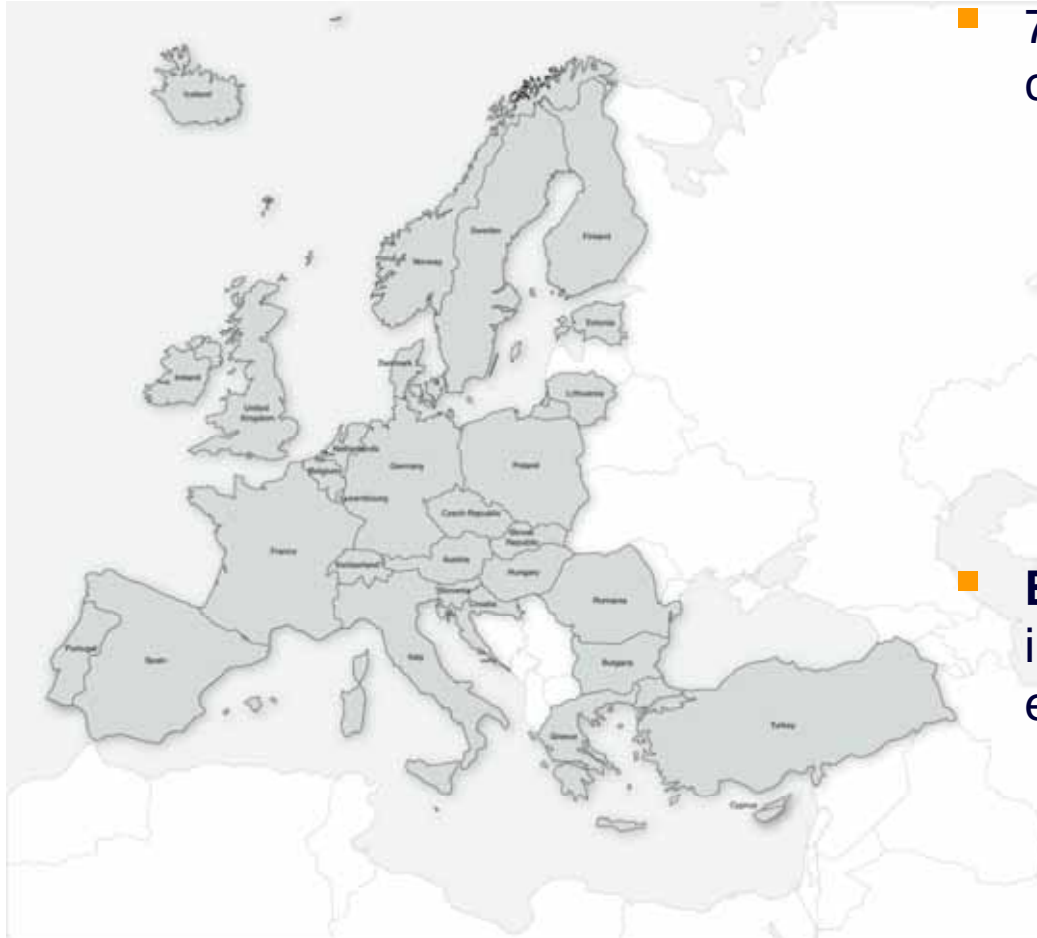 7
c
Iceland
Sweden
Finland
Norway
Estonia
Denmark
Lithuania
Ireland
United
Kingdom
Netherlands
Belgium
Germany
Poland
Luxembourg
Czech Republic
Slovak
Republic
France
Austria
Switzerland
Hungary
Slovenia
Croatia
Romania
Portugal
Spain
Italy
Bulgaria
Greece
Turkey
Cyprus
E
i
e